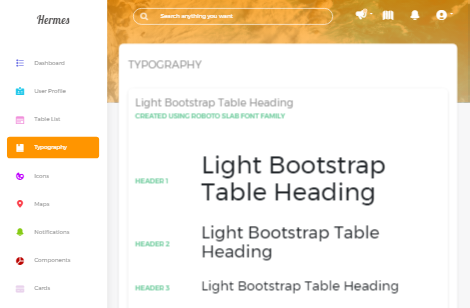 Hermes
Search anything you want
Dashboard
User Profile
Table List
Typography
Icons
Maps
Notifications
Components
Cards
TYPOGRAPHY
Light Bootstrap Table Heading
CREATED USING ROBOTO SLAB FONT FAMILY
HEADER 1
Light Bootstrap
Table Heading
HEADER 2
Light Bootstrap Table
Heading
HEADER 3
Light Bootstrap Table Heading